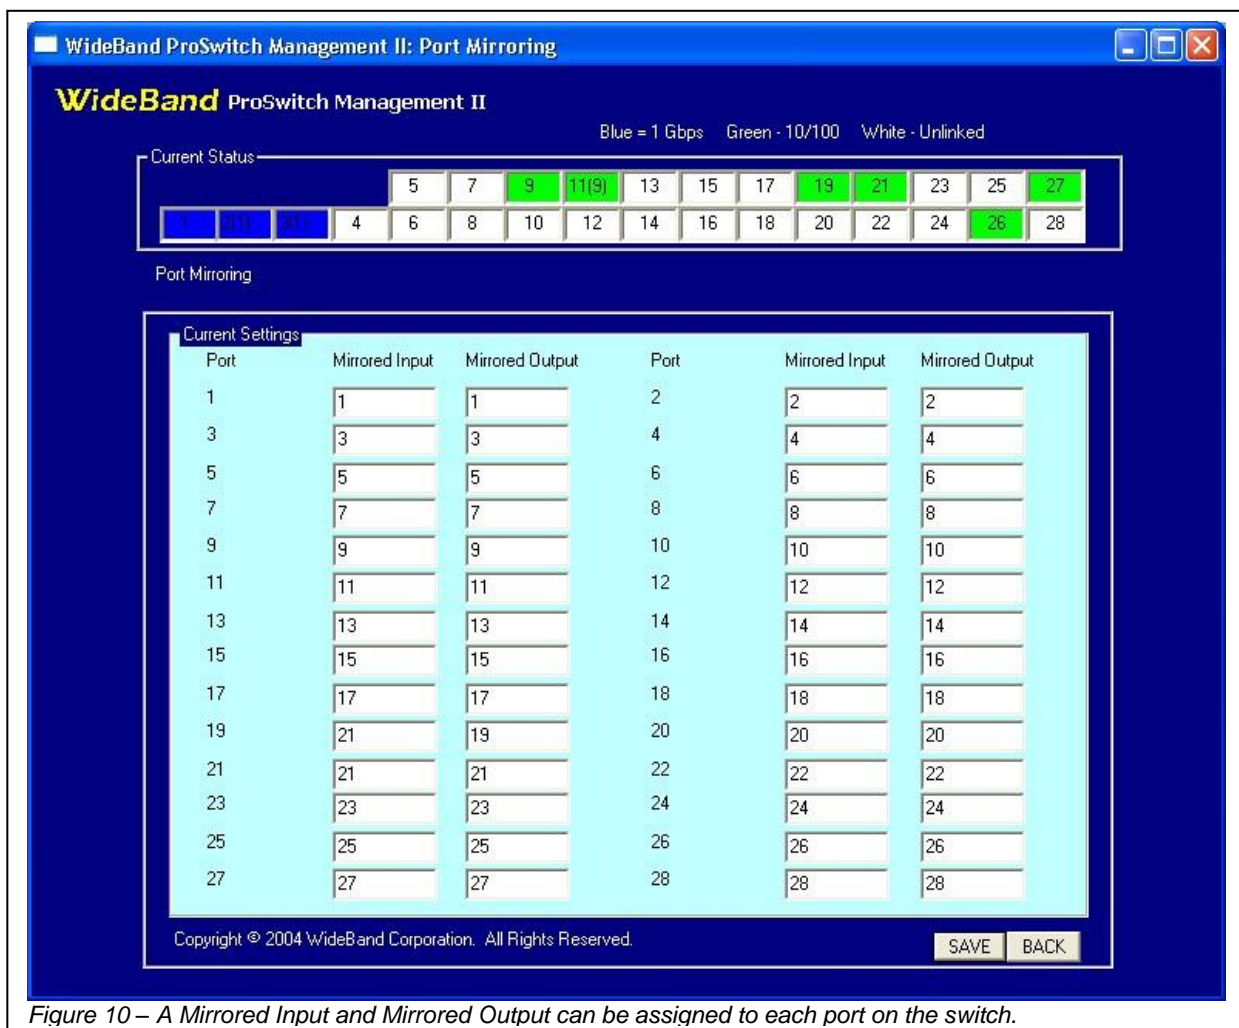 WideBand ProSwitch Management II: Port Mirroring
WideBand ProSwitch Management II
Blue = 1 Gbps Green - 10/100 White - Unlinked
Current Status
5 7 9 11(9) 13 15 17 19 21 23 25 27
1 2(1) 3(1) 4 6 8 10 12 14 16 18 20 22 24 26 28
Port Mirroring
Current Settings
Port Mirrored Input Mirrored Output Port Mirrored Input Mirrored Output
1 1 1 2 2 2
3 3 3 4 4 4
5 5 5 6 6 6
7 7 7 8 8 8
9 9 9 10 10 10
11 11 11 12 12 12
13 13 13 14 14 14
15 15 15 16 16 16
17 17 17 18 18 18
19 21 19 20 20 20
21 21 21 22 22 22
23 23 23 24 24 24
25 25 25 26 26 26
27 27 27 28 28 28
Copyright © 2004 WideBand Corporation. All Rights Reserved.
SAVE BACK
Figure 10 – A Mirrored Input and Mirrored Output can be assigned to each port on the switch.